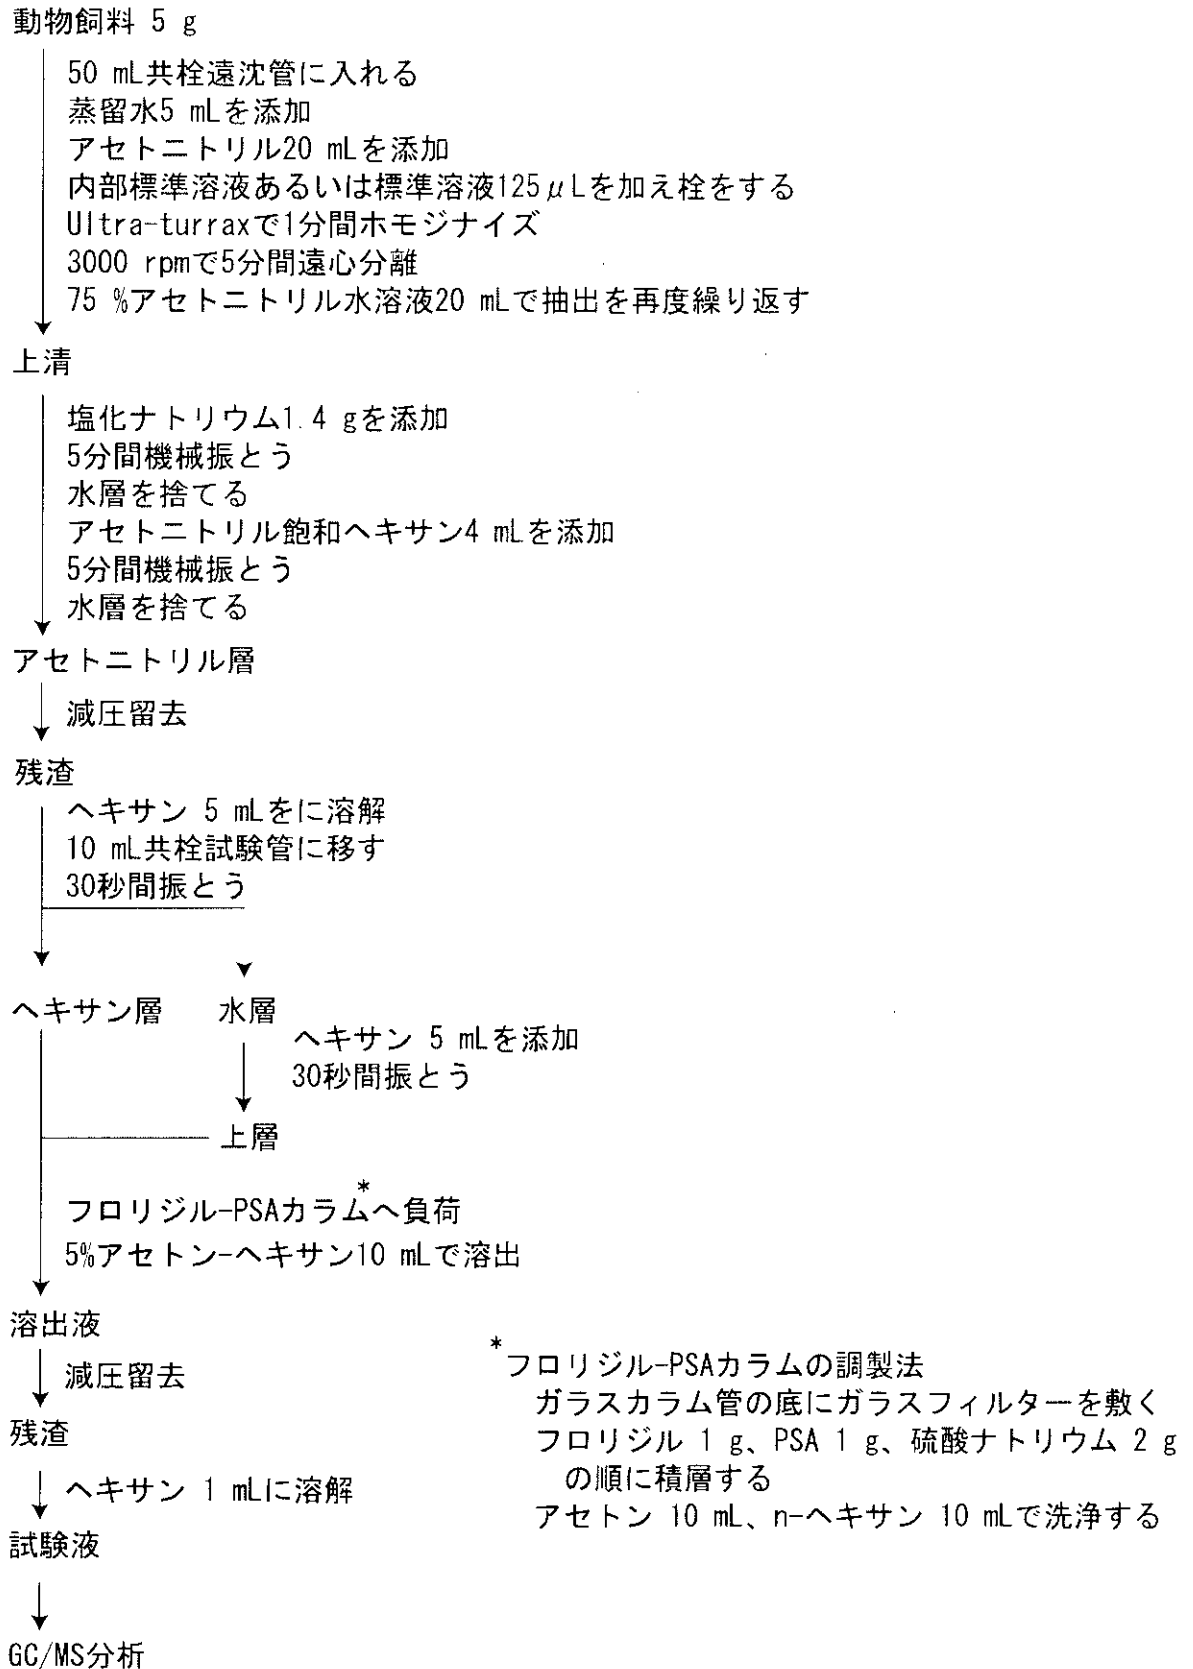 動物飼料 5 g
50 mL共栓遠沈管に入れる
蒸留水5 mLを添加
アセトニトリル20 mLを添加
内部標準溶液あるいは標準溶液125μLを加え栓をする
Ultra-turraxで1分間ホモジナイズ
3000 rpmで5分間遠心分離
75 %アセトニトリル水溶液20 mLで抽出を再度繰り返す
上清
塩化ナトリウム1.4 gを添加
5分間機械振とう
水層を捨てる
アセトニトリル飽和ヘキサン4 mLを添加
5分間機械振とう
水層を捨てる
アセトニトリル層
減圧留去
残渣
ヘキサン 5 mLをに溶解
10 mL共栓試験管に移す
30秒間振とう
ヘキサン層 水層
ヘキサン 5 mLを添加
30秒間振とう
上層
フロリジル-PSAカラム*へ負荷
5%アセトン-ヘキサン10 mLで溶出
溶出液
減圧留去
残渣
ヘキサン 1 mLに溶解
試験液
GC/MS分析
*フロリジル-PSAカラムの調製法
ガラスカラム管の底にガラスフィルターを敷く
フロリジル 1 g、PSA 1 g、硫酸ナトリウム 2 g
の順に積層する
アセトン 10 mL、n-ヘキサン 10 mLで洗浄する